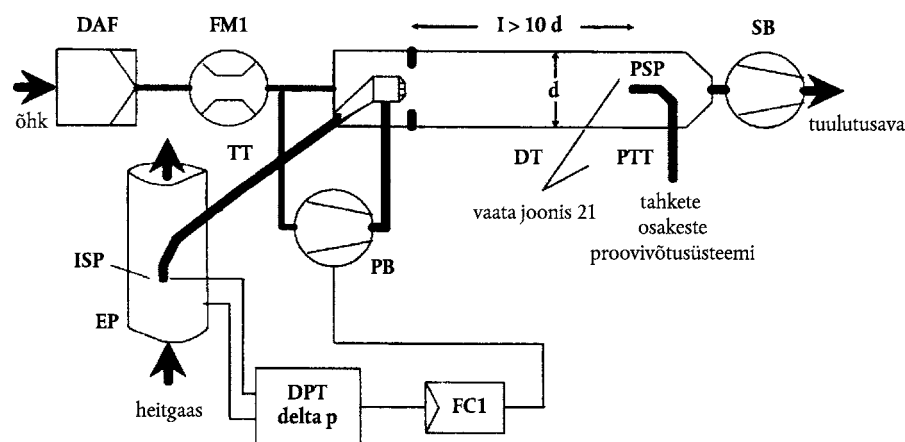 DAF
FM1
l > 10 d
SB
PSP
d
õhk
tuulutusava
TT
DT
PTT
vaata joonis 21
tahkete
osakeste
proovivõtusüsteemi
ISP
PB
EP
DPT
delta p
FC1
heitgaas